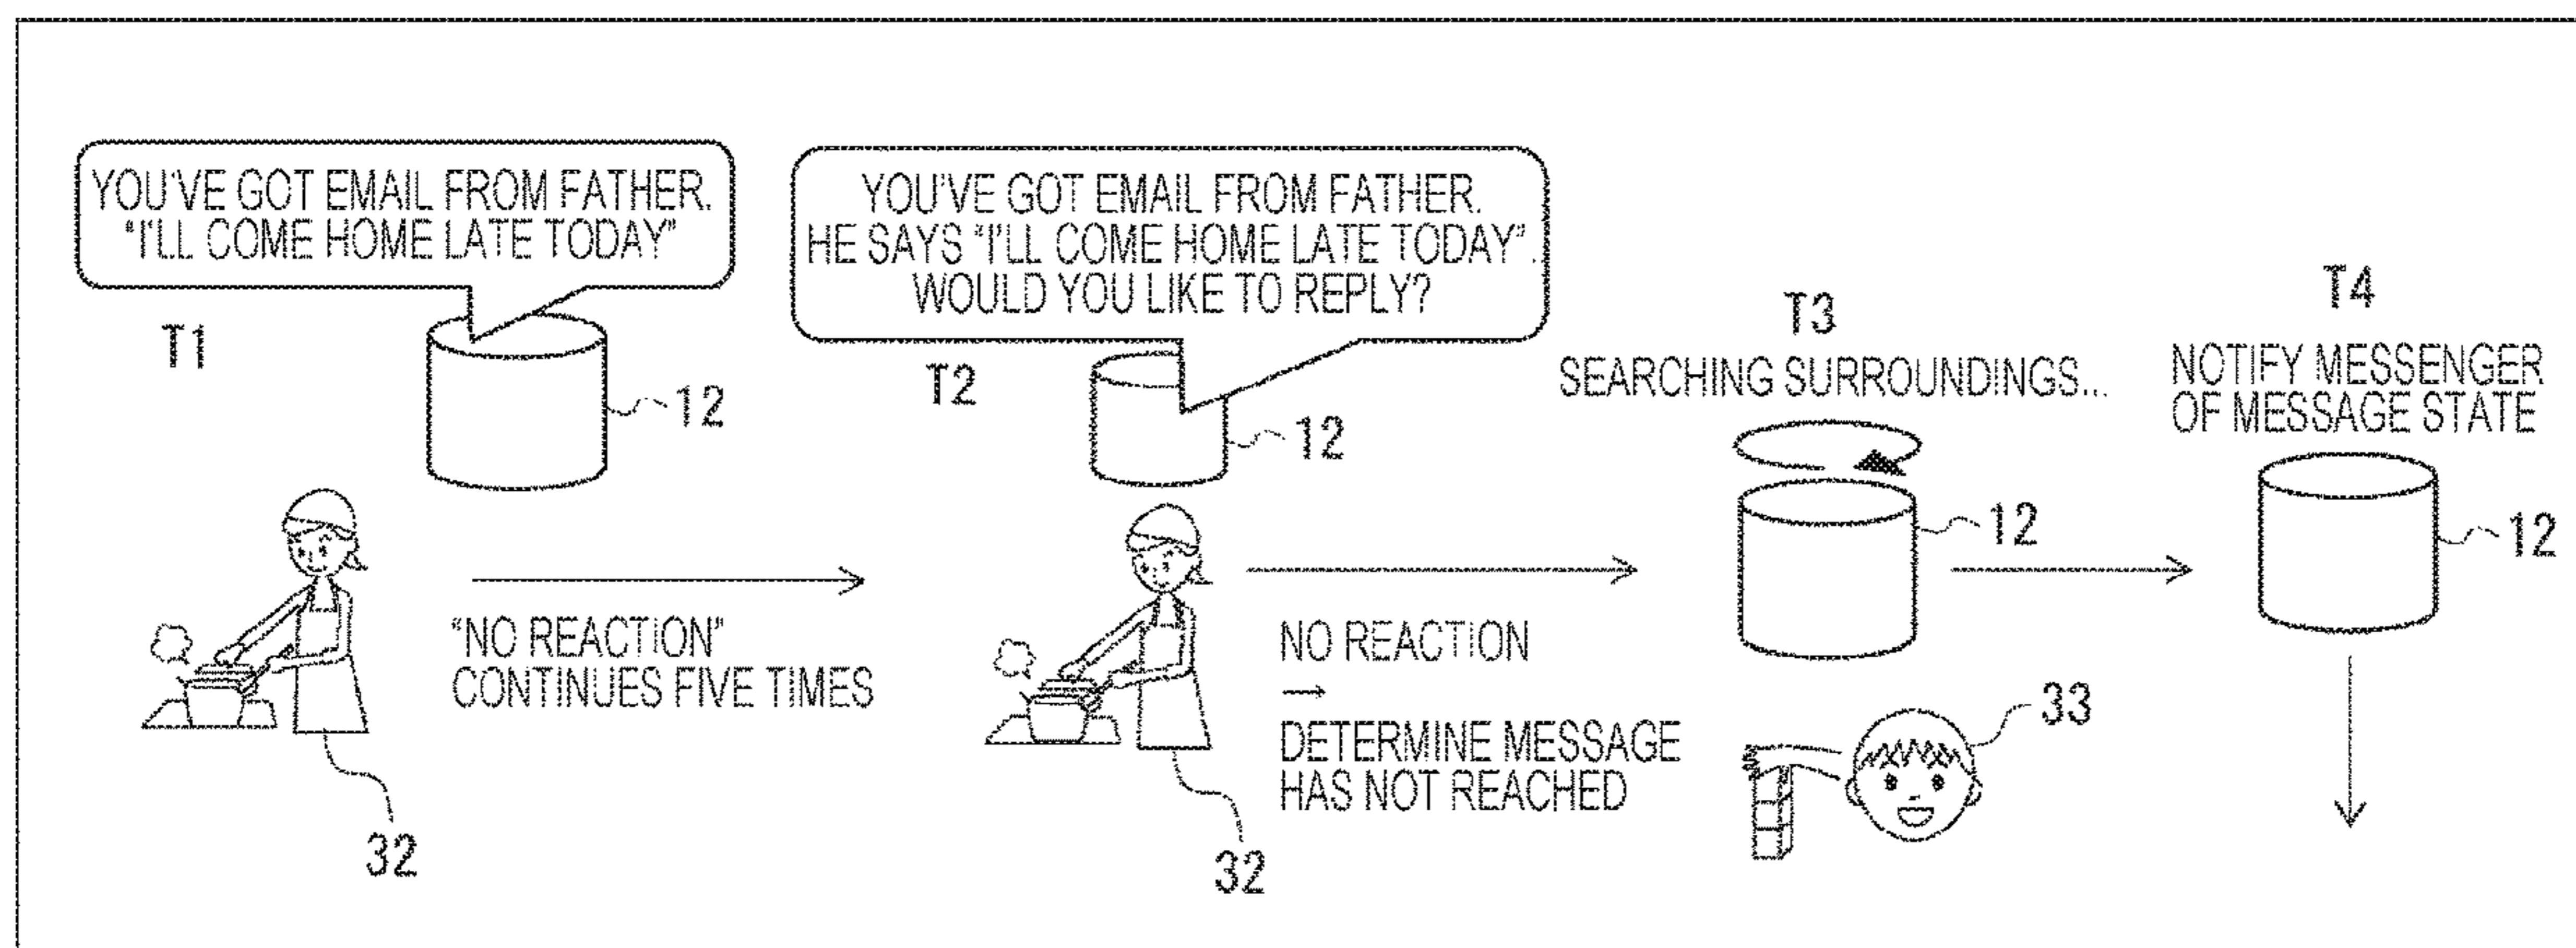 YOU'VE GOT EMAIL FROM FATHER.
"I'LL COME HOME LATE TODAY"
T1
12
32
"NO REACTION"
CONTINUES FIVE TIMES
YOU'VE GOT EMAIL FROM FATHER.
HE SAYS "I'LL COME HOME LATE TODAY".
WOULD YOU LIKE TO REPLY?
T2
12
32
NO REACTION
→
DETERMINE MESSAGE
HAS NOT REACHED
T3
SEARCHING SURROUNDINGS...
12
33
T4
NOTIFY MESSENGER
OF MESSAGE STATE
12